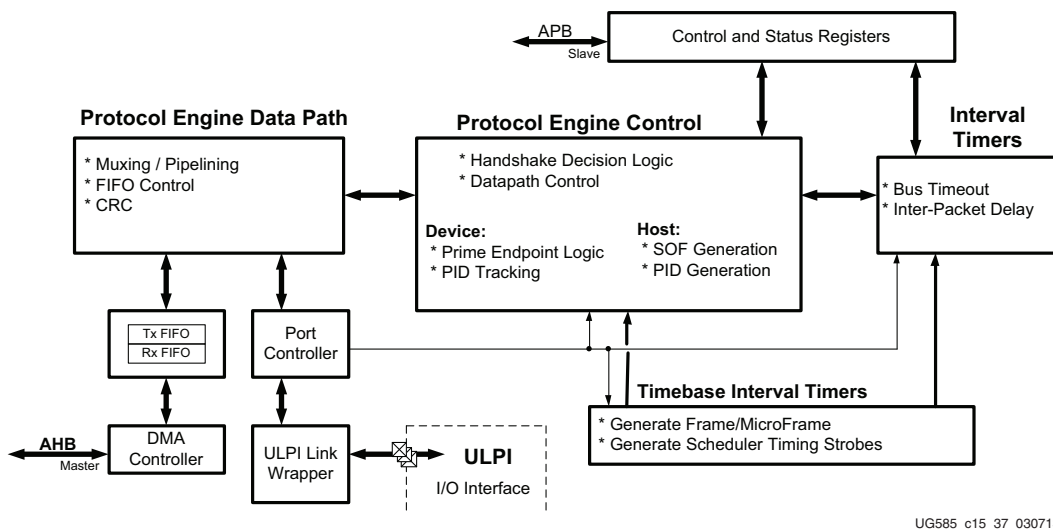 APB
Slave
Control and Status Registers
Protocol Engine Data Path
* Muxing / Pipelining
* FIFO Control
* CRC
Protocol Engine Control
* Handshake Decision Logic
* Datapath Control
Device:
* Prime Endpoint Logic
* PID Tracking
Host:
* SOF Generation
* PID Generation
Interval
Timers
* Bus Timeout
* Inter-Packet Delay
Tx FIFO
Rx FIFO
Port
Controller
Timebase Interval Timers
* Generate Frame/MicroFrame
* Generate Scheduler Timing Strobes
AHB
Master
DMA
Controller
ULPI Link
Wrapper
ULPI
I/O Interface
UG585_c15_37_03071